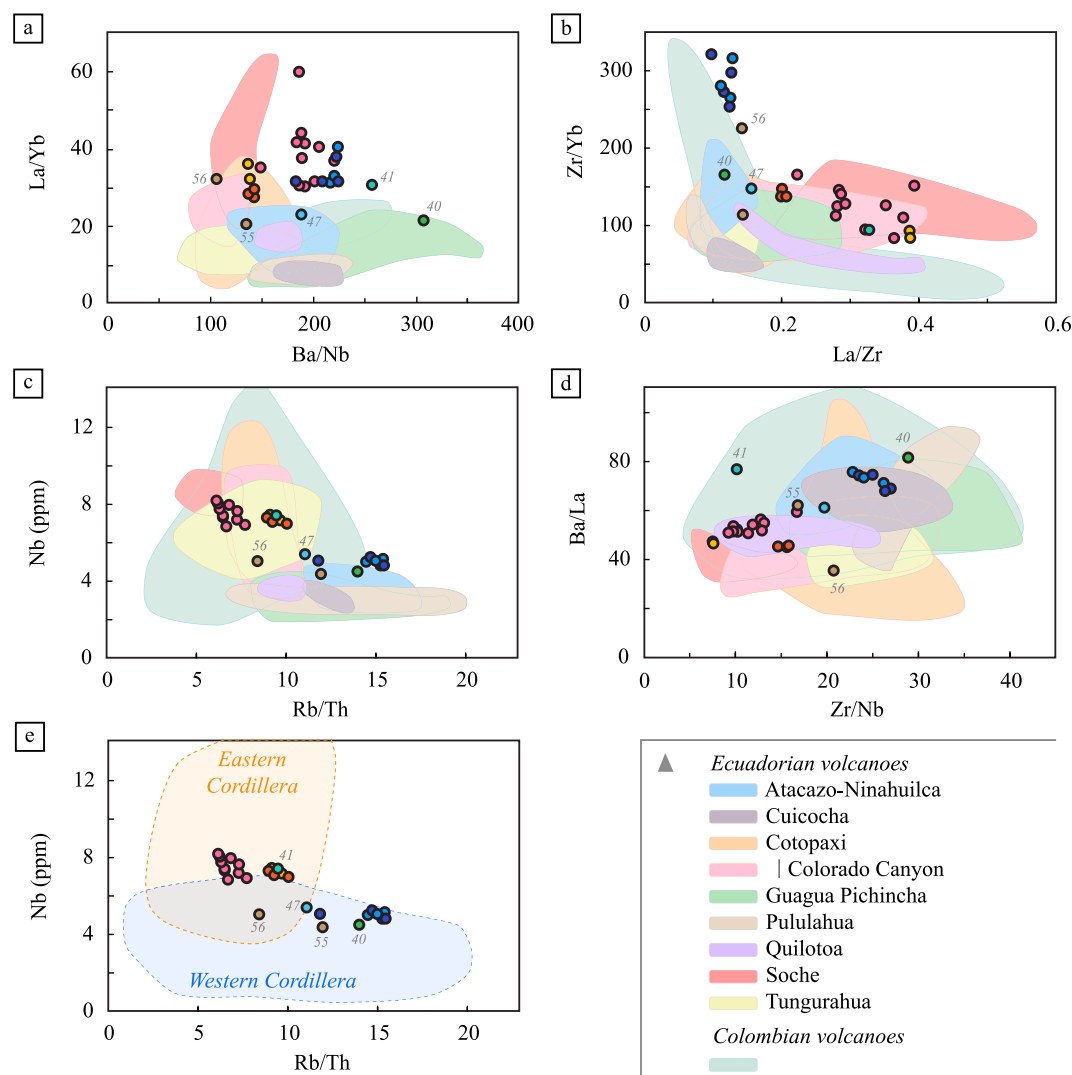 a
60
40
20
0
La/Yb
56
55
47
41
40
0
100
200
300
400
Ba/Nb
b
300
200
100
0
Zr/Yb
56
40
47
0
0.2
0.4
0.6
La/Zr
c
12
8
4
0
Nb (ppm)
56
47
0
5
10
15
20
Rb/Th
d
80
40
0
Ba/La
41
40
55
56
0
10
20
30
40
Zr/Nb
e
12
8
4
0
Nb (ppm)
Eastern
Cordillera
41
56
47
55
40
Western Cordillera
0
5
10
15
20
Rb/Th
Ecuadorian volcanoes
Atacazo-Ninahuilca
Cuicocha
Cotopaxi
| Colorado Canyon
Guagua Pichincha
Pululahua
Quilotoa
Soche
Tungurahua
Colombian volcanoes